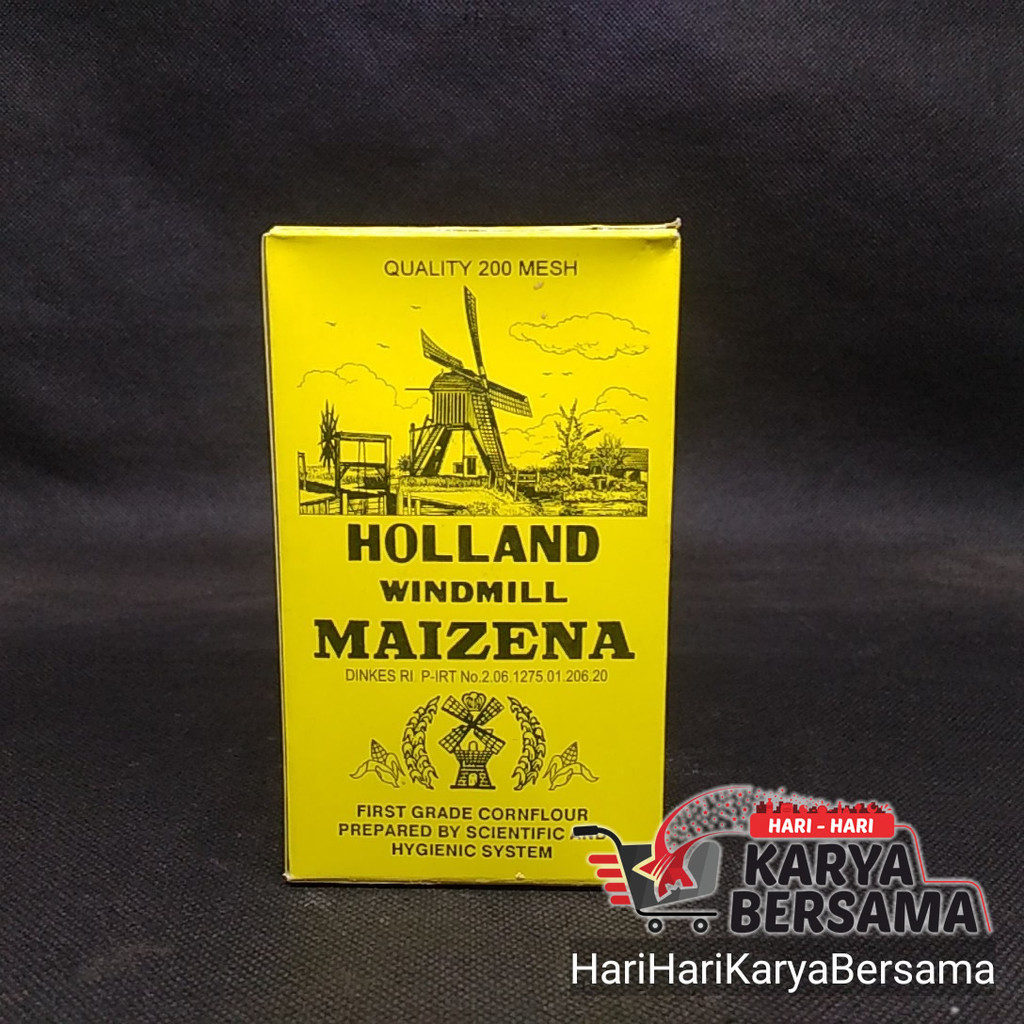 QUALITY 200 MESH
HOLLAND
WINDMILL
MAIZENA
DINKES RI P-IRT No.2.06.1275.01.206.20
FIRST GRADE CORNFLOUR
PREPARED BY SCIENTIFIC AND
HYGIENIC SYSTEM
HARI - HARI
KARYA
BERSAMA
HariHariKaryaBersama